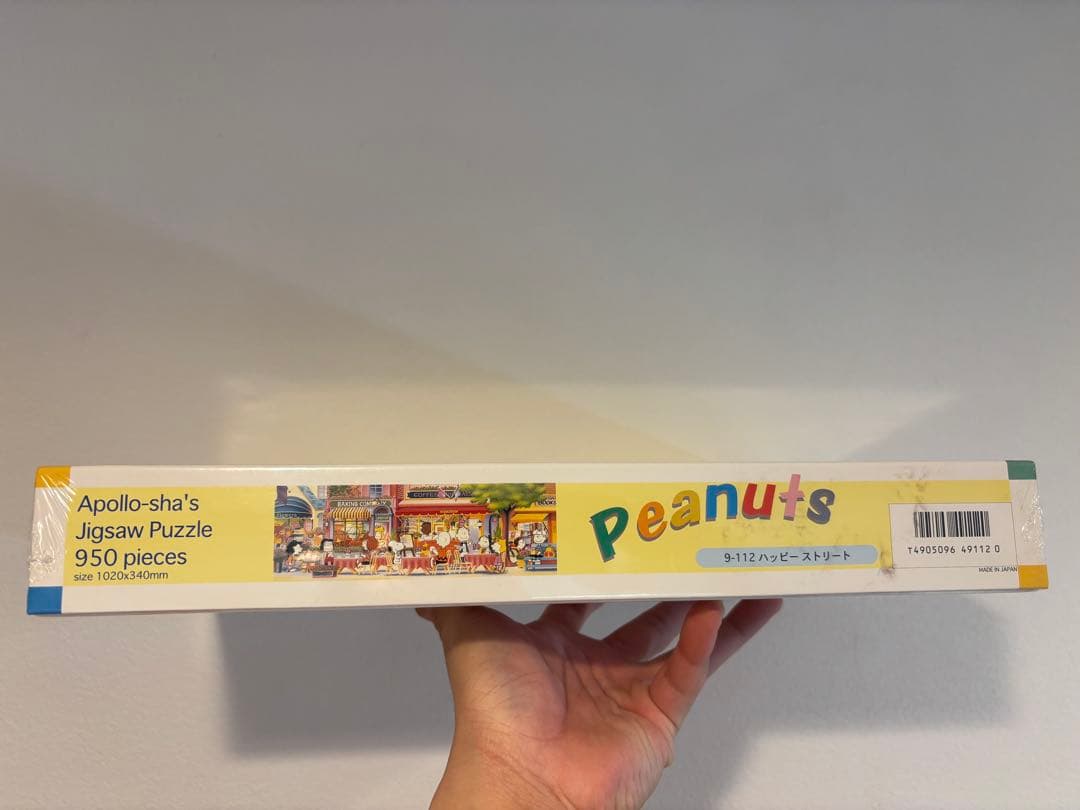 Apollo-sha's
Jigsaw Puzzle
950 pieces
size 1020x340mm
BAKING COMPANY
COFFEE
BOOKS
Peanuts
9-112 ハッピー ストリート
T4905096 49112 0
MADE IN JAPAN